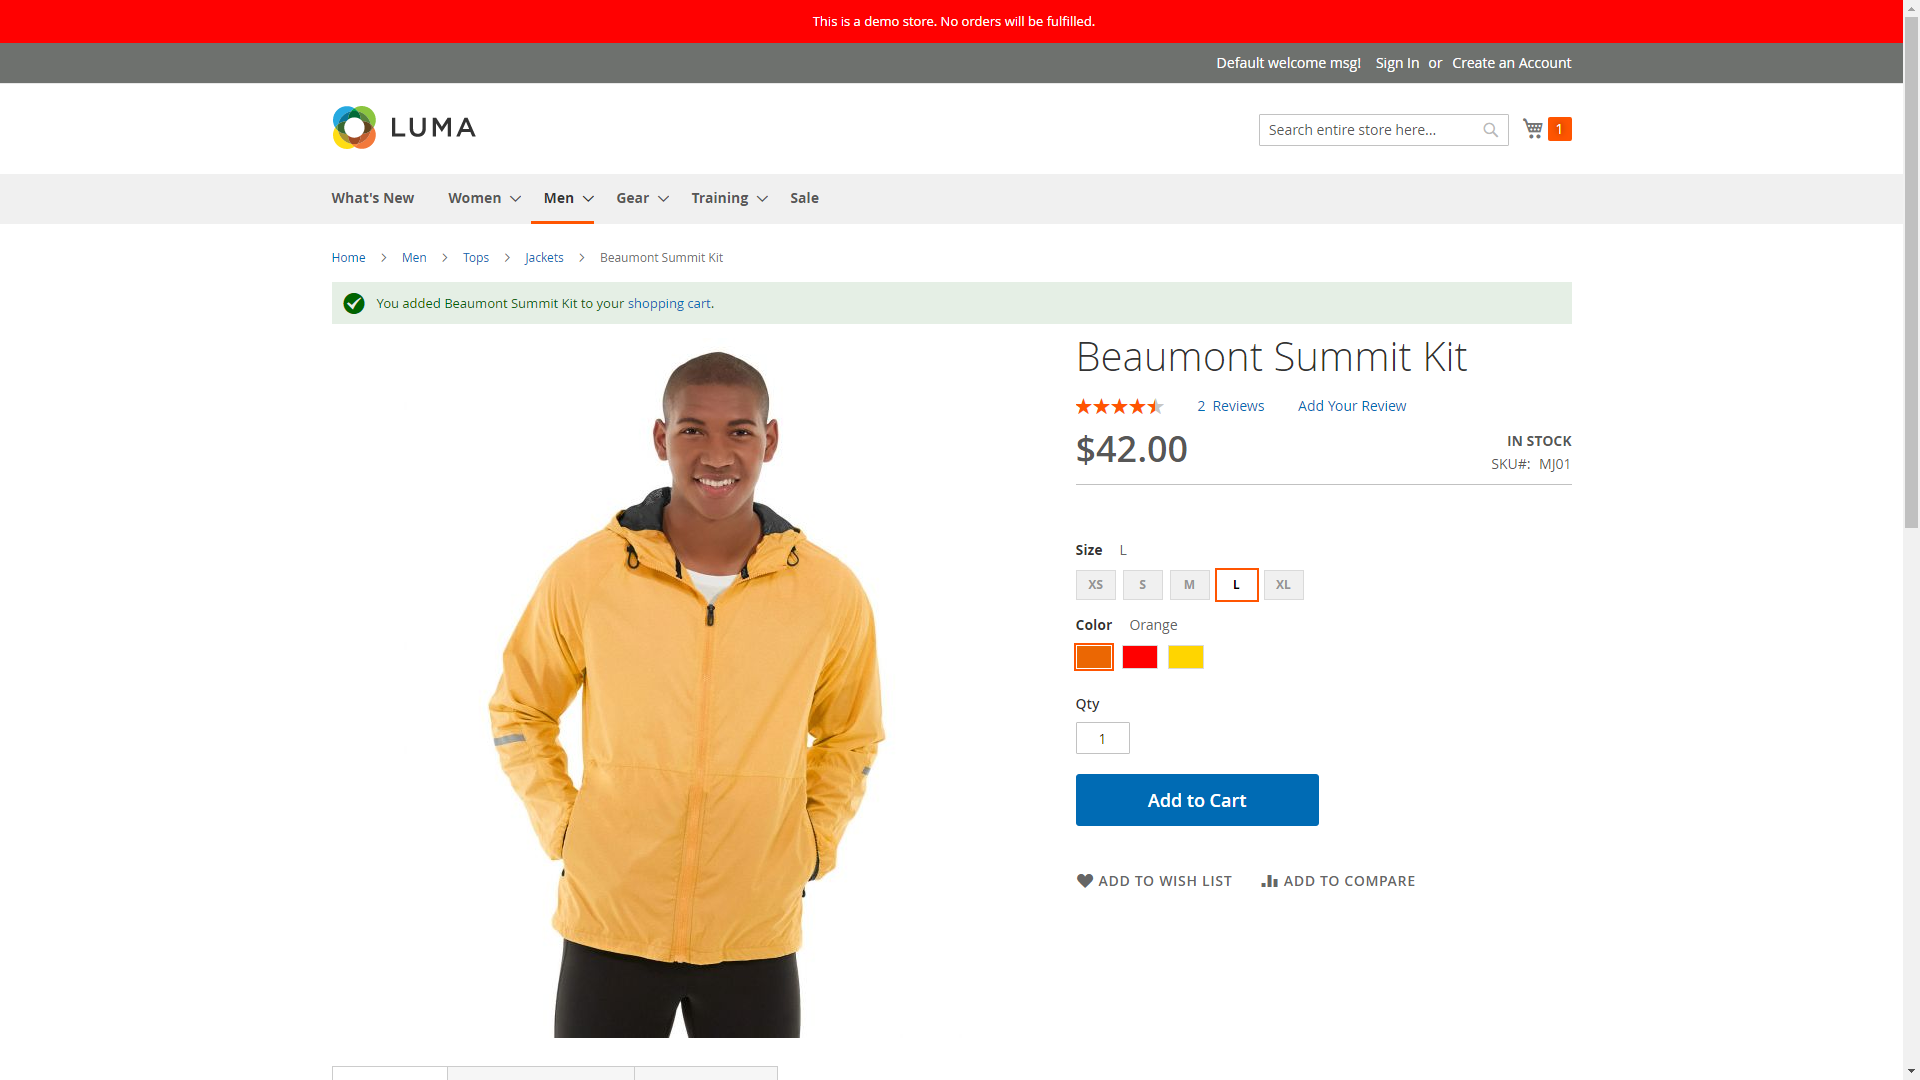 This is a demo store. No orders will be fulfilled.
Default welcome msg! Sign In or Create an Account
LUMA
Search entire store here...
1
What's New Women Men Gear Training Sale
Home Men Tops Jackets Beaumont Summit Kit
You added Beaumont Summit Kit to your shopping cart.
Beaumont Summit Kit
2 Reviews Add Your Review
$42.00
IN STOCK
SKU#: MJ01
Size L
XS S M L XL
Color Orange
Qty
1
Add to Cart
ADD TO WISH LIST ADD TO COMPARE